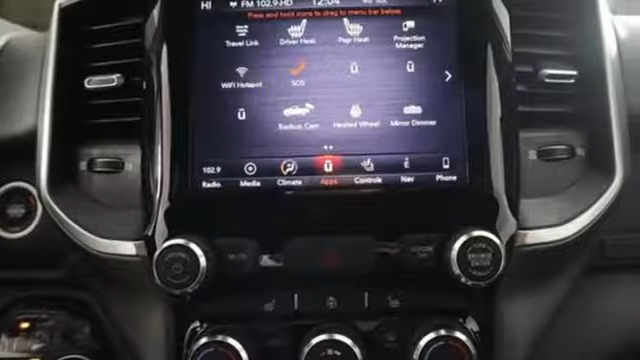 HI FM 102.9-HD 12:04
Press and hold icons to drag to menu bar below.
Travel Link Driver Heat Psgr Heat Projection Manager
WiFi Hotspot SOS
Backup Cam Heated Wheel Mirror Dimmer
102.9
Radio Media Climate Apps Controls Nav Phone